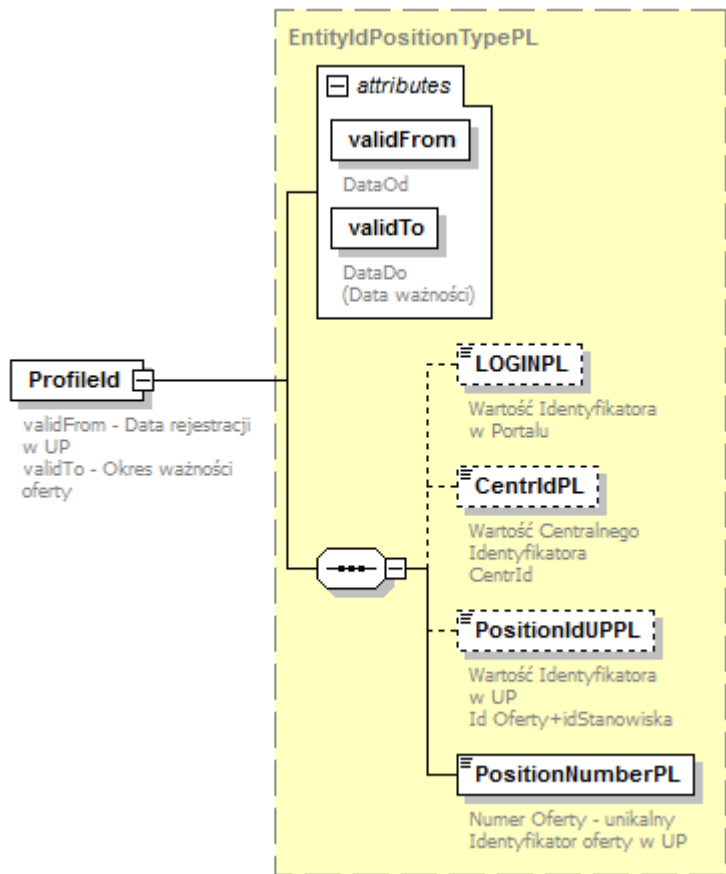 EntityIdPositionTypePL
attributes
validFrom
DataOd
validTo
DataDo
(Data ważności)
ProfileId
validFrom - Data rejestracji
w UP
validTo - Okres ważności
oferty
LOGINPL
Wartość Identyfikatora
w Portalu
CentrIdPL
Wartość Centralnego
Identyfikatora
CentrId
PositionIdUPPL
Wartość Identyfikatora
w UP
Id Oferty+idStanowiska
PositionNumberPL
Numer Oferty - unikalny
Identyfikator oferty w UP